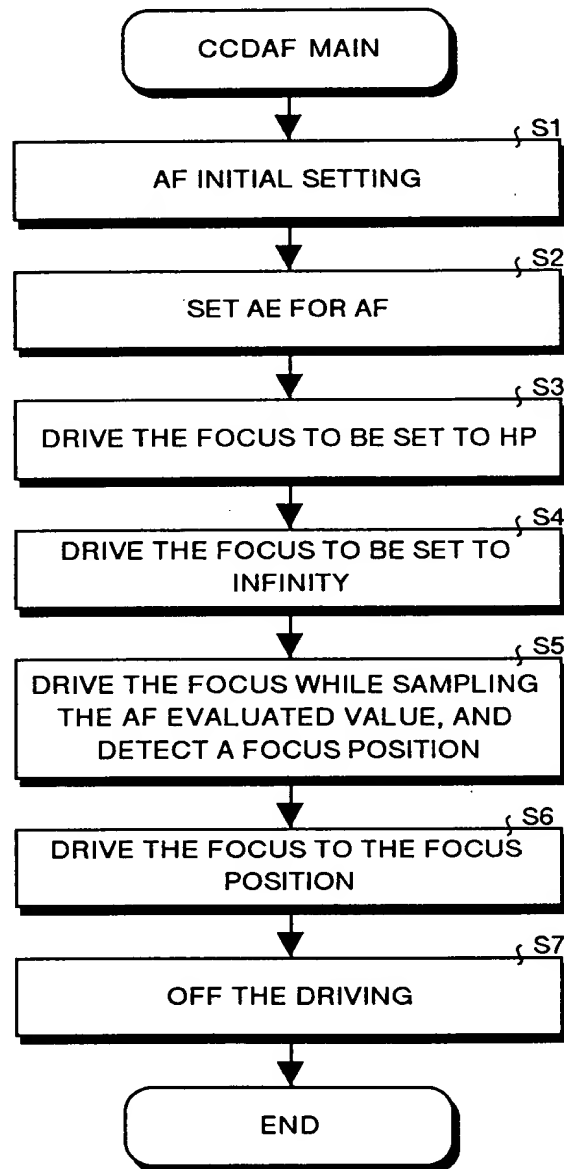 CCDAF MAIN
S1
AF INITIAL SETTING
S2
SET AE FOR AF
S3
DRIVE THE FOCUS TO BE SET TO HP
S4
DRIVE THE FOCUS TO BE SET TO
INFINITY
S5
DRIVE THE FOCUS WHILE SAMPLING
THE AF EVALUATED VALUE, AND
DETECT A FOCUS POSITION
S6
DRIVE THE FOCUS TO THE FOCUS
POSITION
S7
OFF THE DRIVING
END